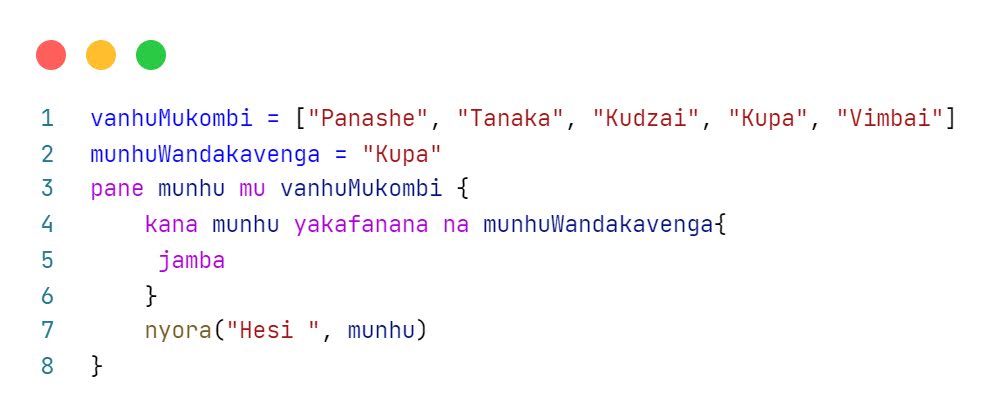 1 vanhuMukombi = ["Panashe", "Tanaka", "Kudzai", "Kupa", "Vimbai"]
2 munhuWandakavenga = "Kupa"
3 pane munhu mu vanhuMukombi {
4     kana munhu yakafanana na munhuWandakavenga{
5      jamba
6     }
7     nyora("Hesi ", munhu)
8 }